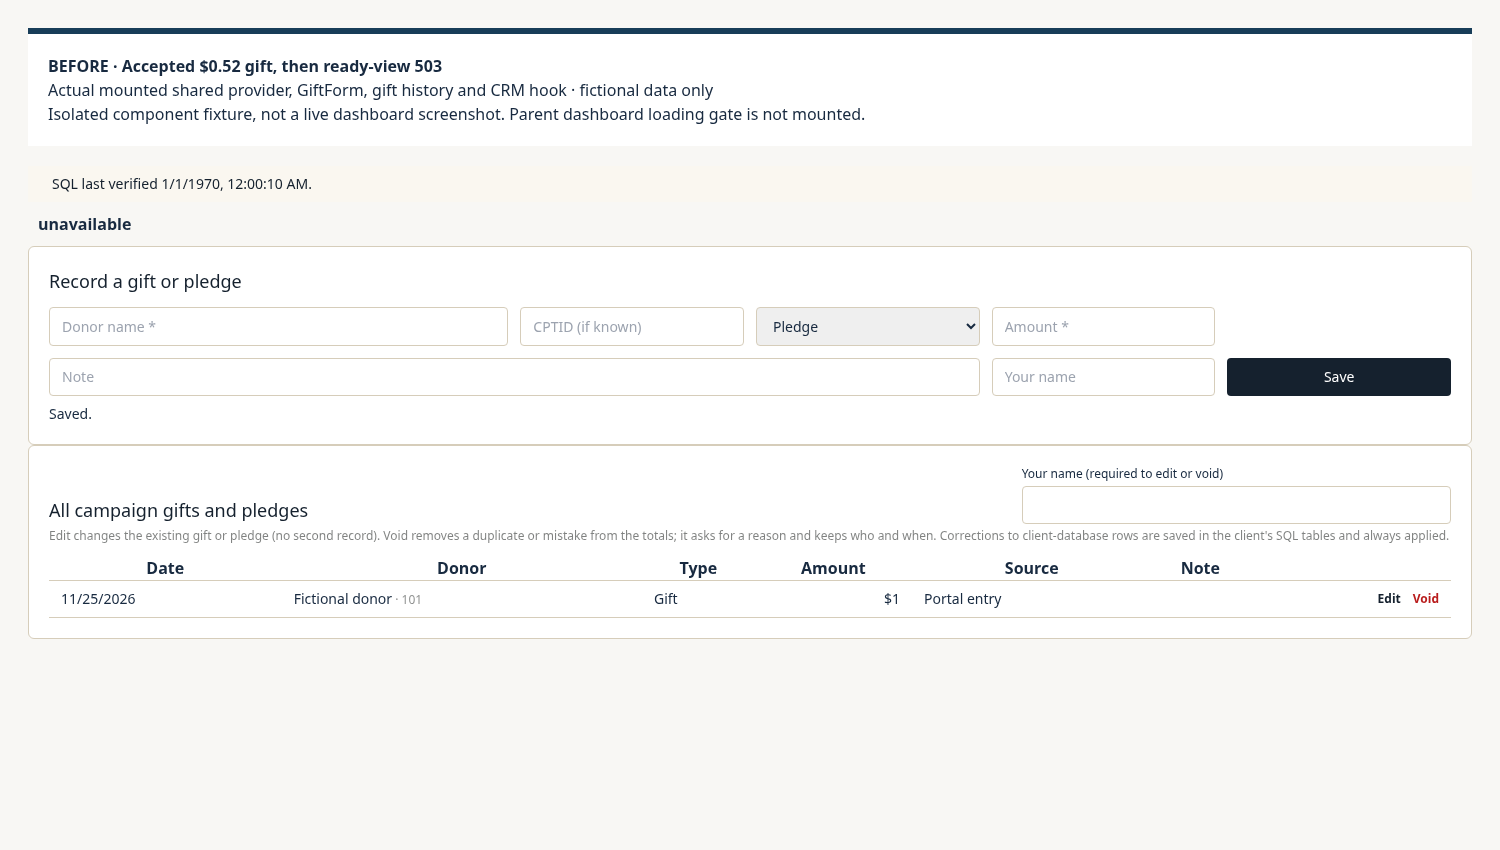 BEFORE · Accepted $0.52 gift, then ready-view 503
Actual mounted shared provider, GiftForm, gift history and CRM hook · fictional data only
Isolated component fixture, not a live dashboard screenshot. Parent dashboard loading gate is not mounted.
SQL last verified 1/1/1970, 12:00:10 AM.
unavailable
Record a gift or pledge
Donor name * CPTID (if known) Pledge Amount *
Note Your name Save
Saved.
Your name (required to edit or void)
All campaign gifts and pledges
Edit changes the existing gift or pledge (no second record). Void removes a duplicate or mistake from the totals; it asks for a reason and keeps who and when. Corrections to client-database rows are saved in the client's SQL tables and always applied.
Date Donor Type Amount Source Note
11/25/2026 Fictional donor · 101 Gift $1 Portal entry Edit Void